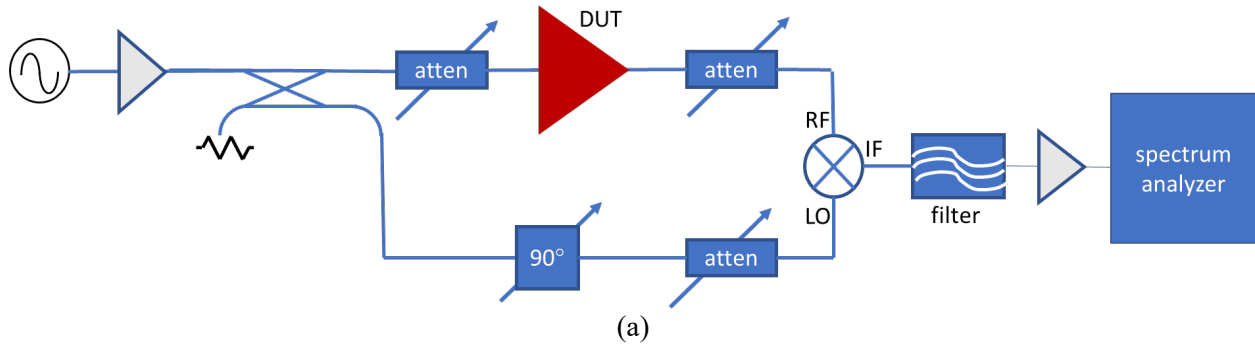 DUT
atten
atten
RF
IF
LO
spectrum
analyzer
filter
90°
atten
(a)